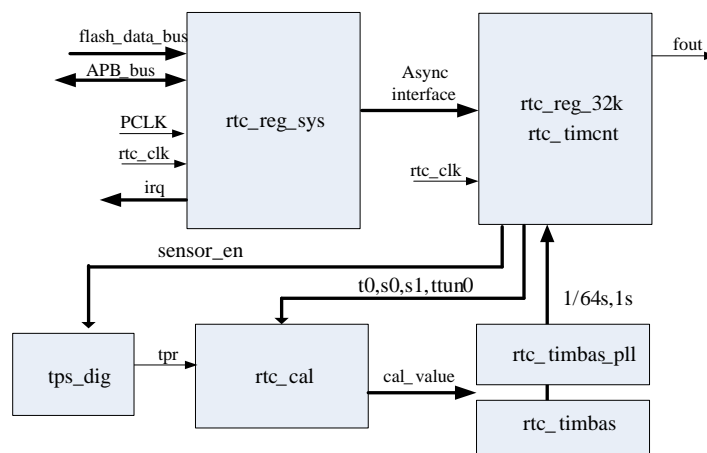 flash_data_bus
APB_bus
PCLK
rtc_clk
irq
rtc_reg_sys
Async
interface
rtc_clk
rtc_reg_32k
rtc_timcnt
fout
sensor_en
t0,s0,s1,ttun0
1/64s,1s
tps_dig
tpr
rtc_cal
cal_value
rtc_timbas_pll
rtc_timbas